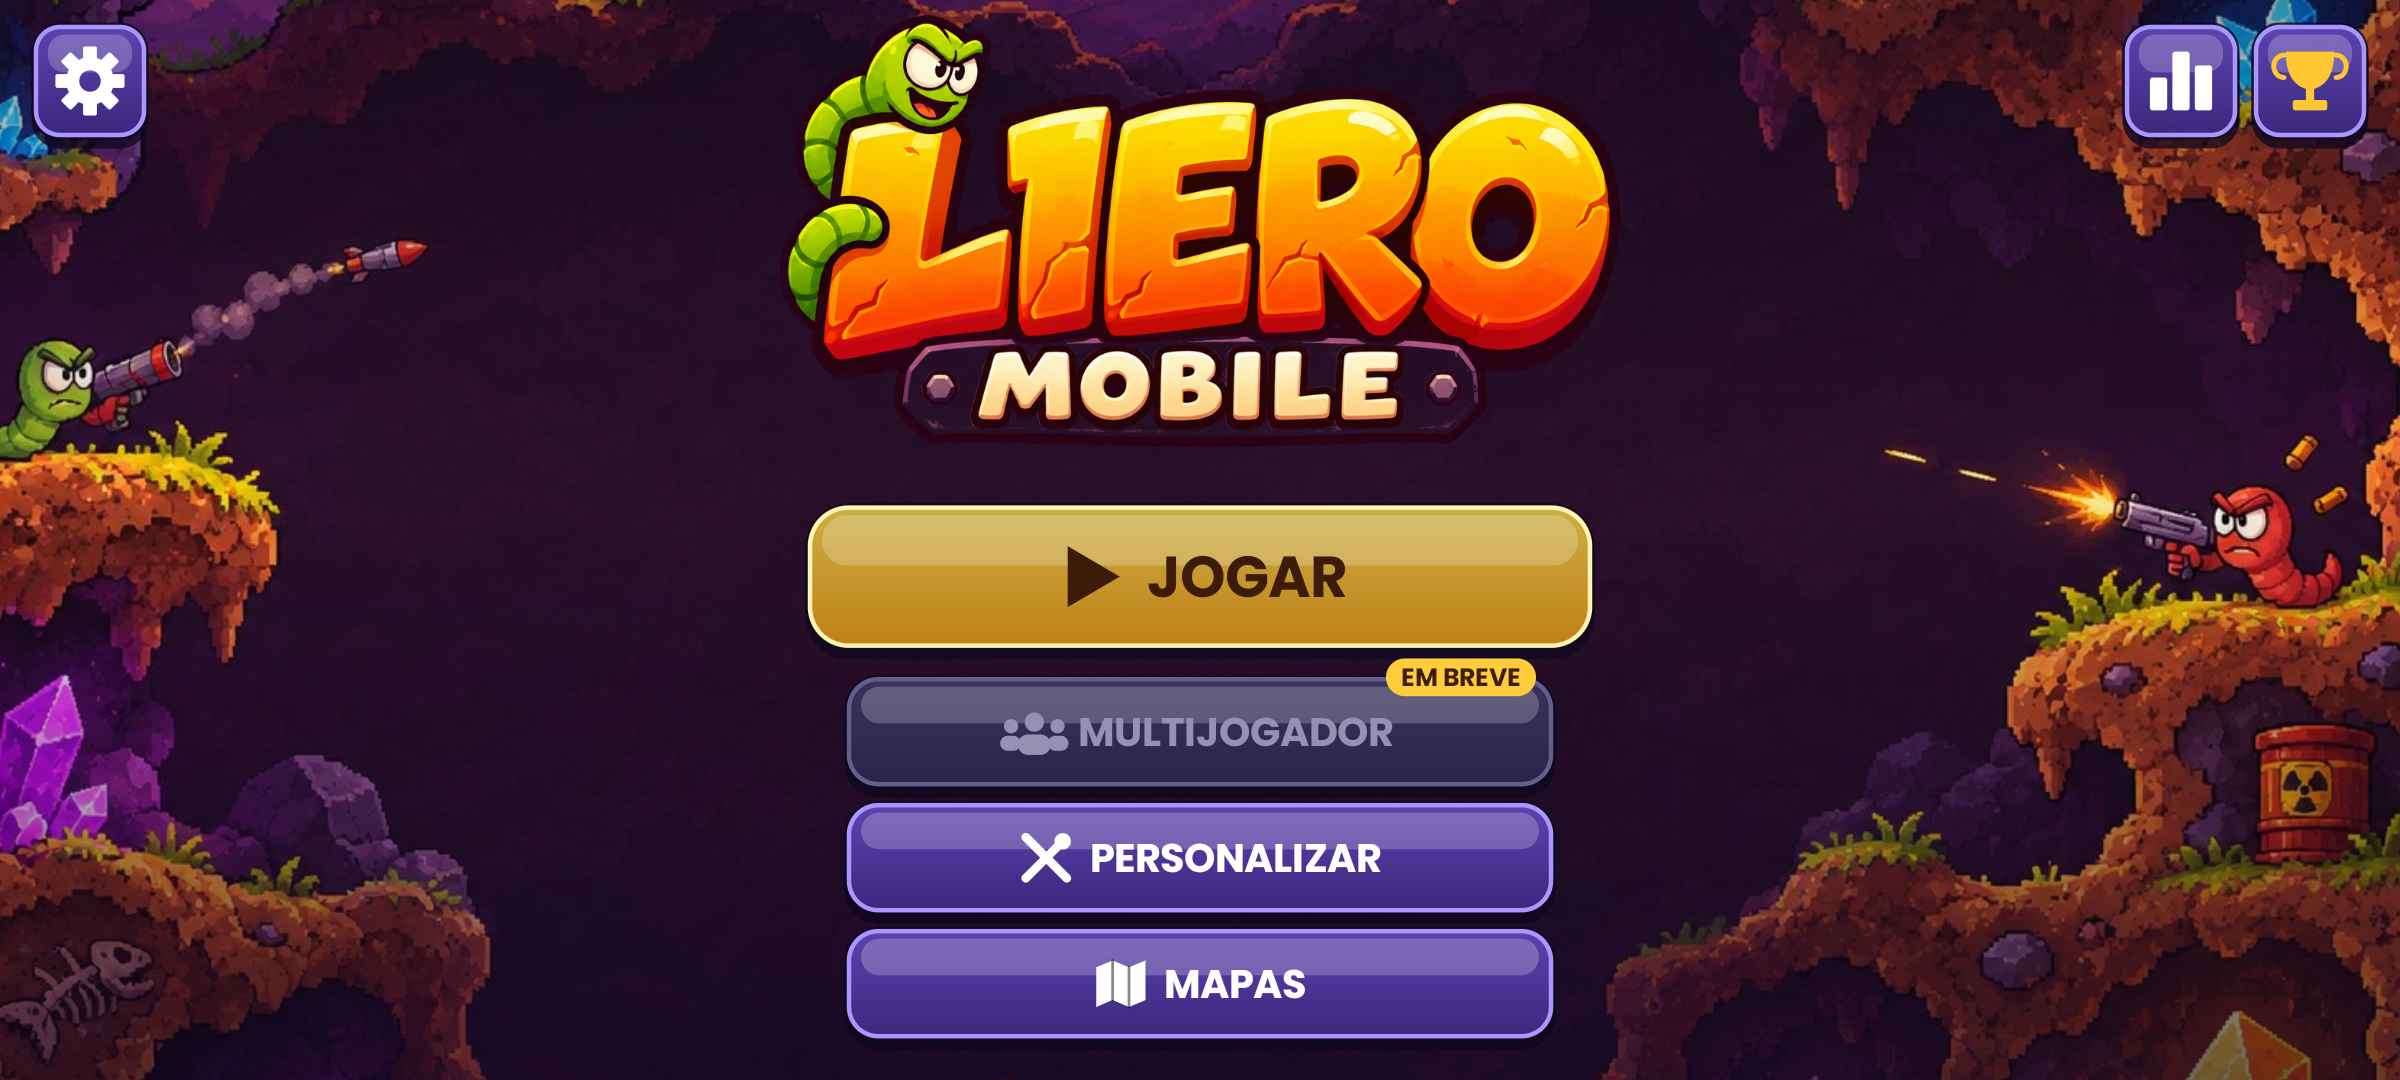 LIERO
MOBILE
JOGAR
EM BREVE
MULTIJOGADOR
PERSONALIZAR
MAPAS